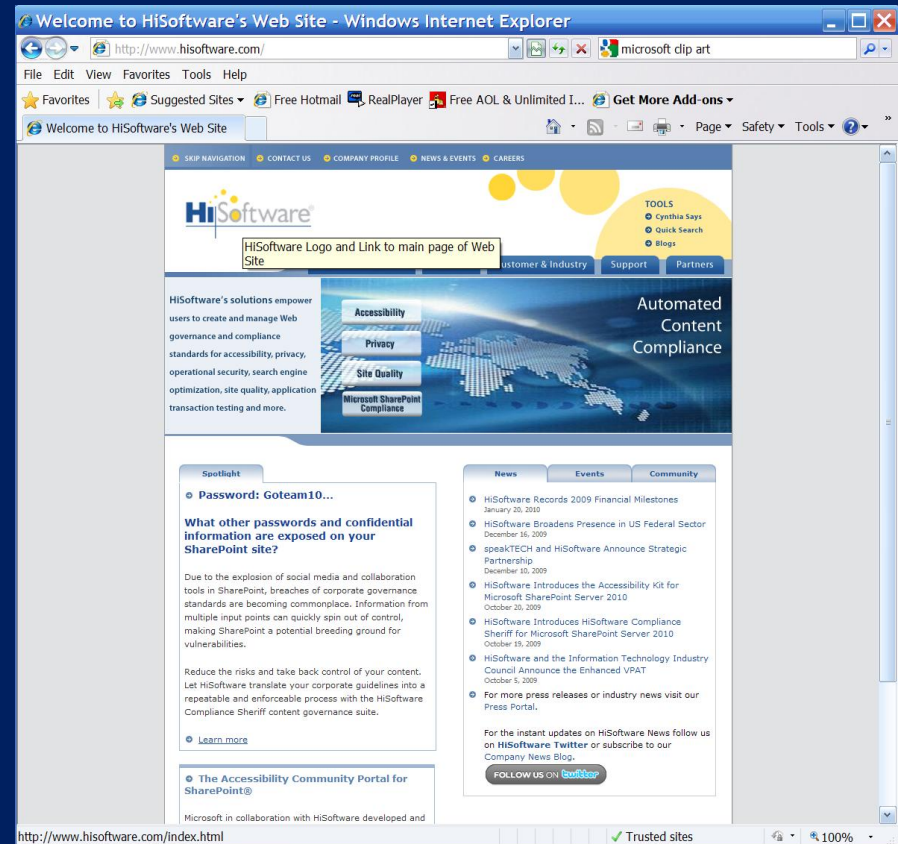 Welcome to HiSoftware's Web Site - Windows Internet Explorer
http://www.hisoftware.com/
microsoft clip art
File Edit View Favorites Tools Help
Favorites Suggested Sites Free Hotmail RealPlayer Free AOL & Unlimited I... Get More Add-ons
Welcome to HiSoftware's Web Site
Page Safety Tools
SKIP NAVIGATION CONTACT US COMPANY PROFILE NEWS & EVENTS CAREERS
HiSoftware®
TOOLS
Cynthia Says
Quick Search
Blogs
HiSoftware Logo and Link to main page of Web
Site
ustomer & Industry Support Partners
HiSoftware's solutions empower
users to create and manage Web
governance and compliance
standards for accessibility, privacy,
operational security, search engine
optimization, site quality, application
transaction testing and more.
Accessibility
Privacy
Site Quality
Microsoft SharePoint
Compliance
Automated
Content
Compliance
Spotlight
Password: Goteam10...
What other passwords and confidential
information are exposed on your
SharePoint site?
Due to the explosion of social media and collaboration
tools in SharePoint, breaches of corporate governance
standards are becoming commonplace. Information from
multiple input points can quickly spin out of control,
making SharePoint a potential breeding ground for
vulnerabilities.
Reduce the risks and take back control of your content.
Let HiSoftware translate your corporate guidelines into a
repeatable and enforceable process with the HiSoftware
Compliance Sheriff content governance suite.
Learn more
The Accessibility Community Portal for
SharePoint®
Microsoft in collaboration with HiSoftware developed and
News Events Community
HiSoftware Records 2009 Financial Milestones
January 20, 2010
HiSoftware Broadens Presence in US Federal Sector
December 16, 2009
speakTECH and HiSoftware Announce Strategic
Partnership
December 10, 2009
HiSoftware Introduces the Accessibility Kit for
Microsoft SharePoint Server 2010
October 20, 2009
HiSoftware Introduces HiSoftware Compliance
Sheriff for Microsoft SharePoint Server 2010
October 19, 2009
HiSoftware and the Information Technology Industry
Council Announce the Enhanced VPAT
October 5, 2009
For more press releases or industry news visit our
Press Portal.
For the instant updates on HiSoftware News follow us
on HiSoftware Twitter or subscribe to our
Company News Blog.
FOLLOW US ON twitter
http://www.hisoftware.com/index.html
Trusted sites
100%